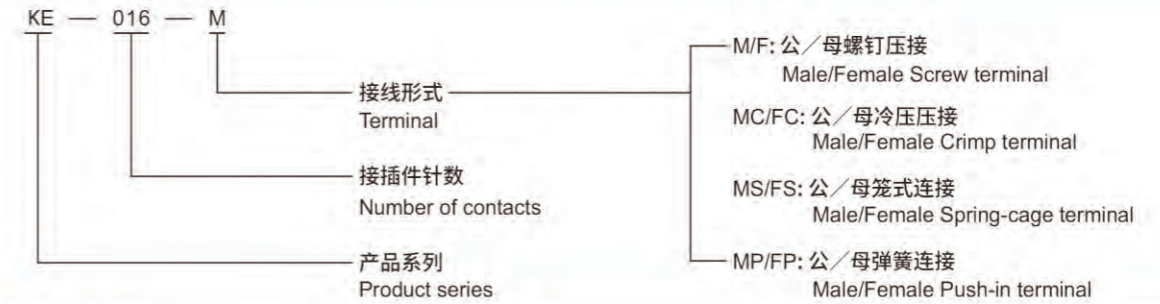 KE — 016 — M
M/F: 公／母螺钉压接
Male/Female Screw terminal
接线形式
Terminal
MC/FC: 公／母冷压压接
Male/Female Crimp terminal
接插件针数
Number of contacts
MS/FS: 公／母笼式连接
Male/Female Spring-cage terminal
产品系列
Product series
MP/FP: 公／母弹簧连接
Male/Female Push-in terminal